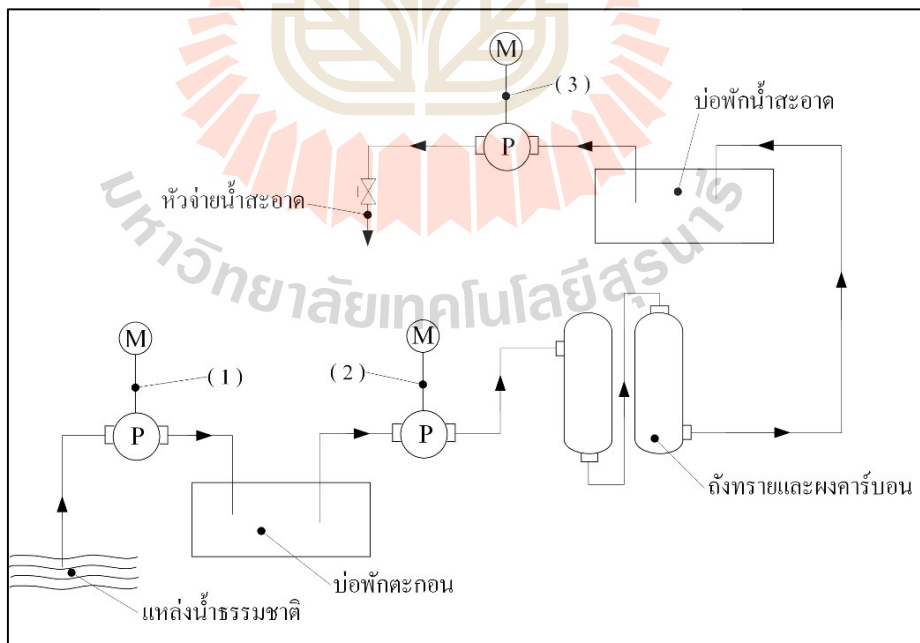 M
( 3 )
บ่อพักน้ำสะอาด
P
หัวจ่ายน้ำสะอาด
มหาวิทยาลัยเทคโนโลยีสุรนารี
M
M
( 1 )
( 2 )
P
P
ถังทรายและผงคาร์บอน
บ่อพักตะกอน
แหล่งน้ำธรรมชาติ